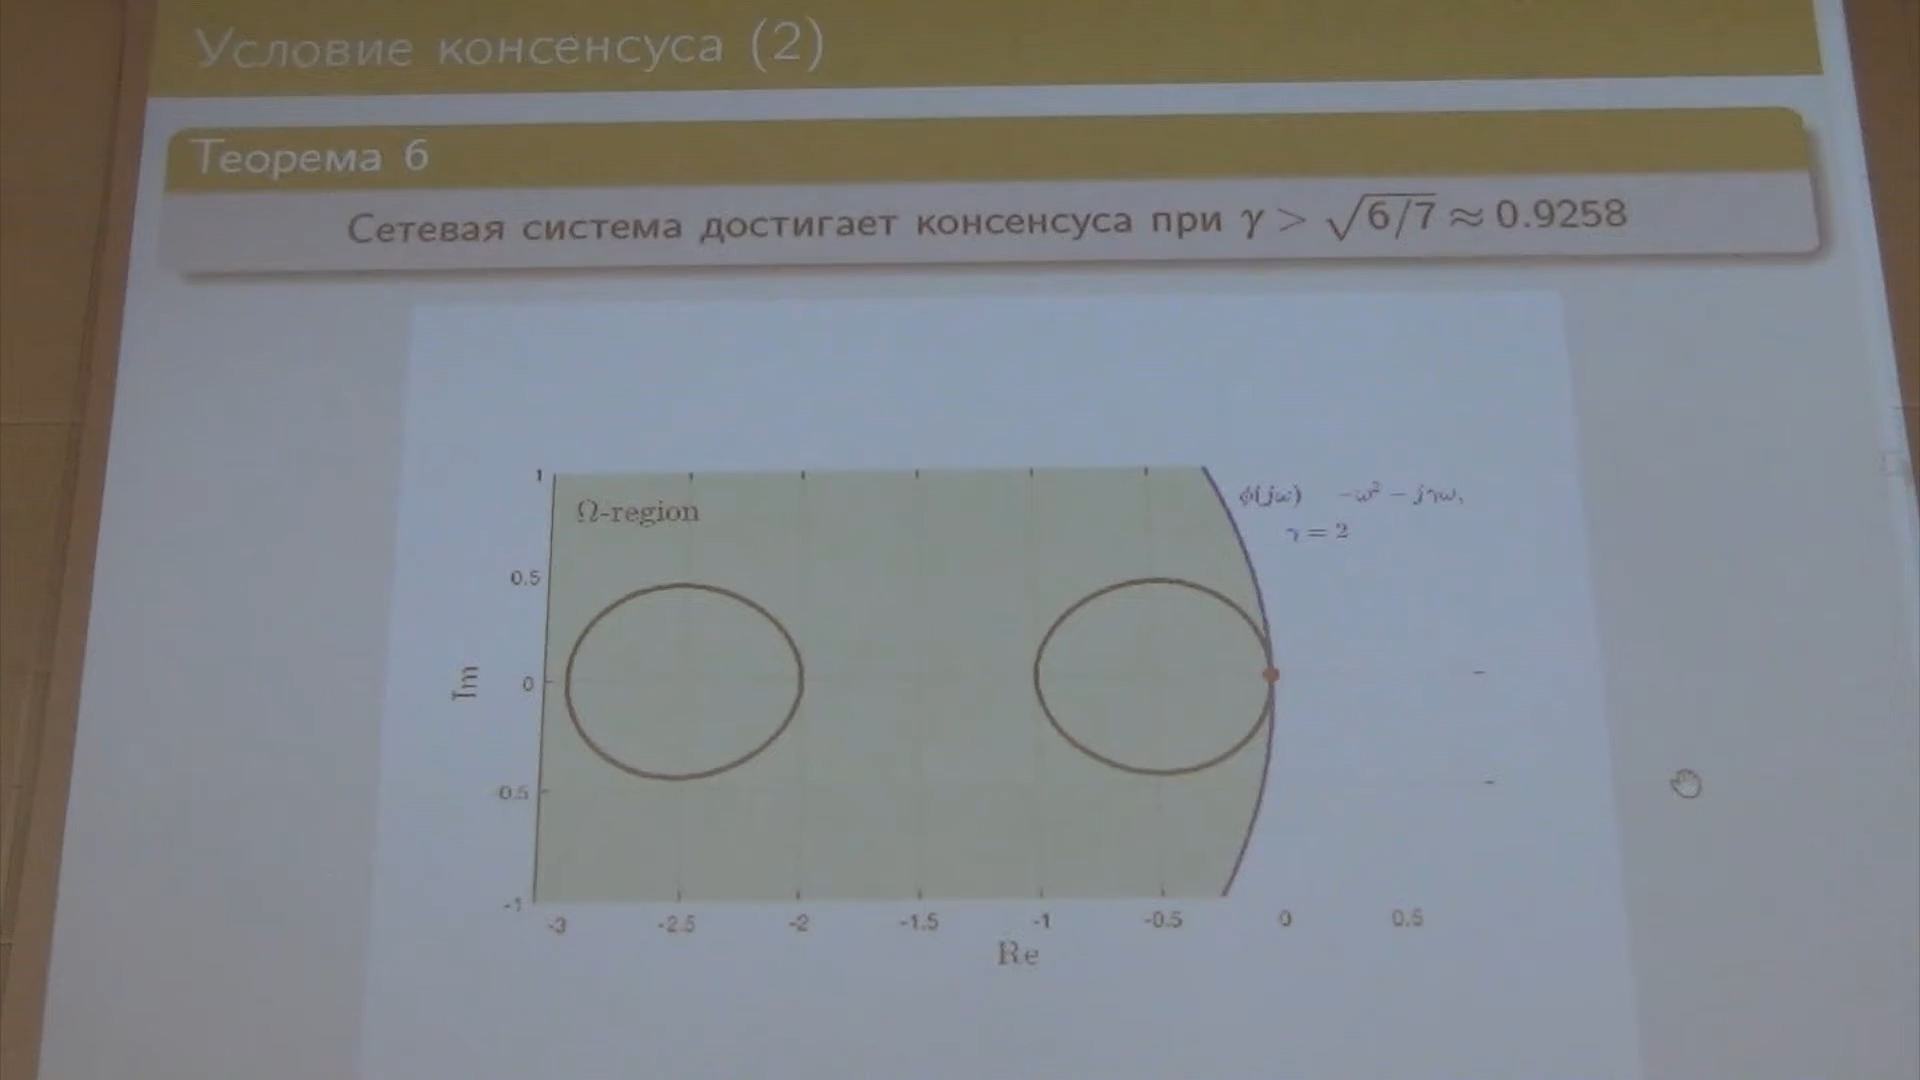 Условие консенсуса (2)
Теорема 6
Сетевая система достигает консенсуса при γ > √6/7 ≈ 0.9258
Ω-region
ϕ(jω) −ω² − jγω,
γ = 2
1
0.5
0
0.5
-1
Im
-3 -2.5 -2 -1.5 -1 -0.5 0 0.5
Re